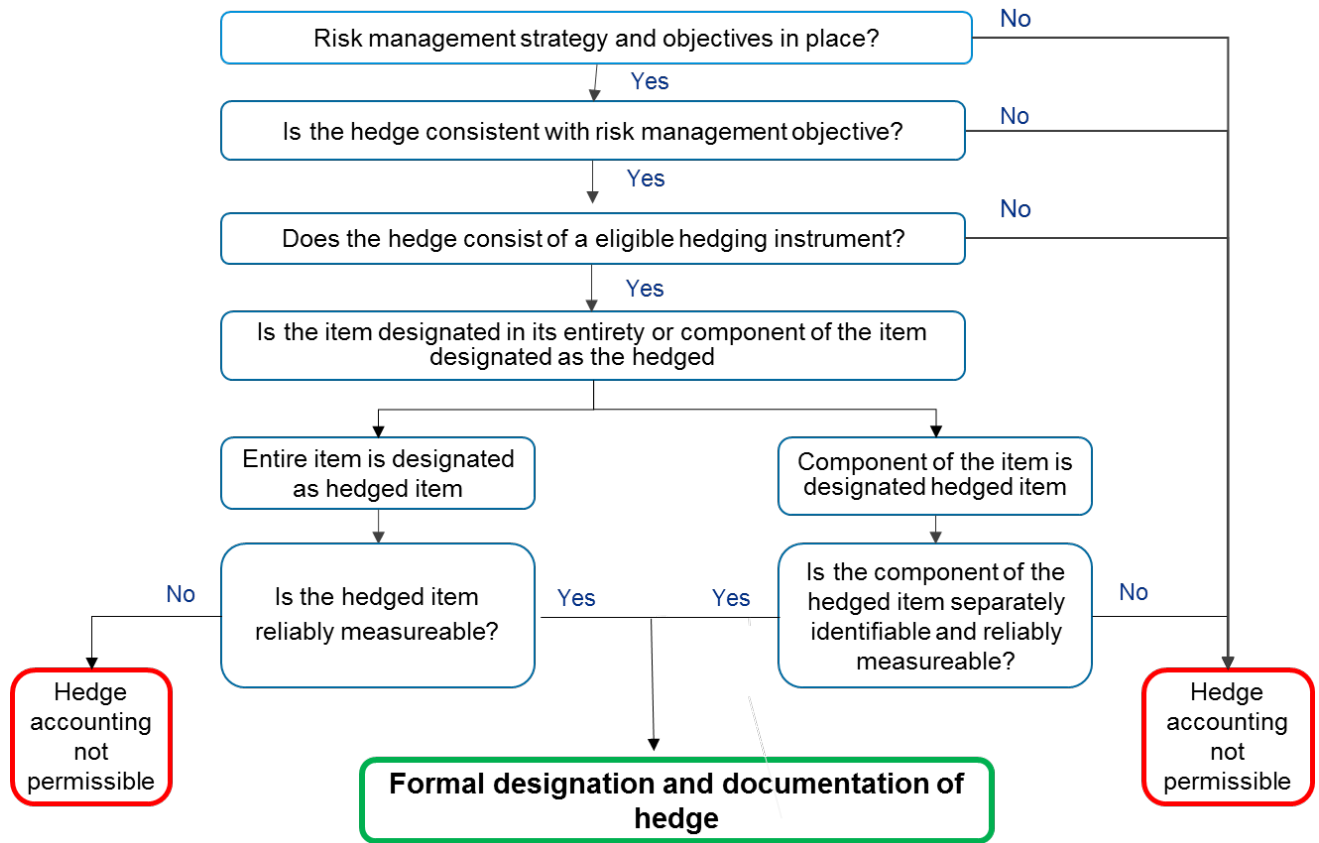 Risk management strategy and objectives in place?
No
Yes
Is the hedge consistent with risk management objective?
No
Yes
Does the hedge consist of a eligible hedging instrument?
No
Yes
Is the item designated in its entirety or component of the item
designated as the hedged
Entire item is designated
as hedged item
Component of the item is
designated hedged item
No
Is the hedged item
reliably measureable?
Yes
Yes
Is the component of the
hedged item separately
identifiable and reliably
measureable?
No
Hedge
accounting
not
permissible
Hedge
accounting
not
permissible
Formal designation and documentation of
hedge